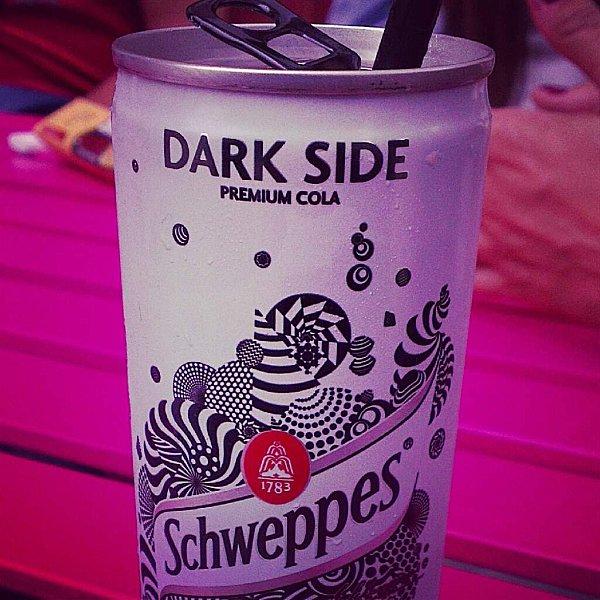 DARK SIDE
PREMIUM COLA
1783
Schweppes